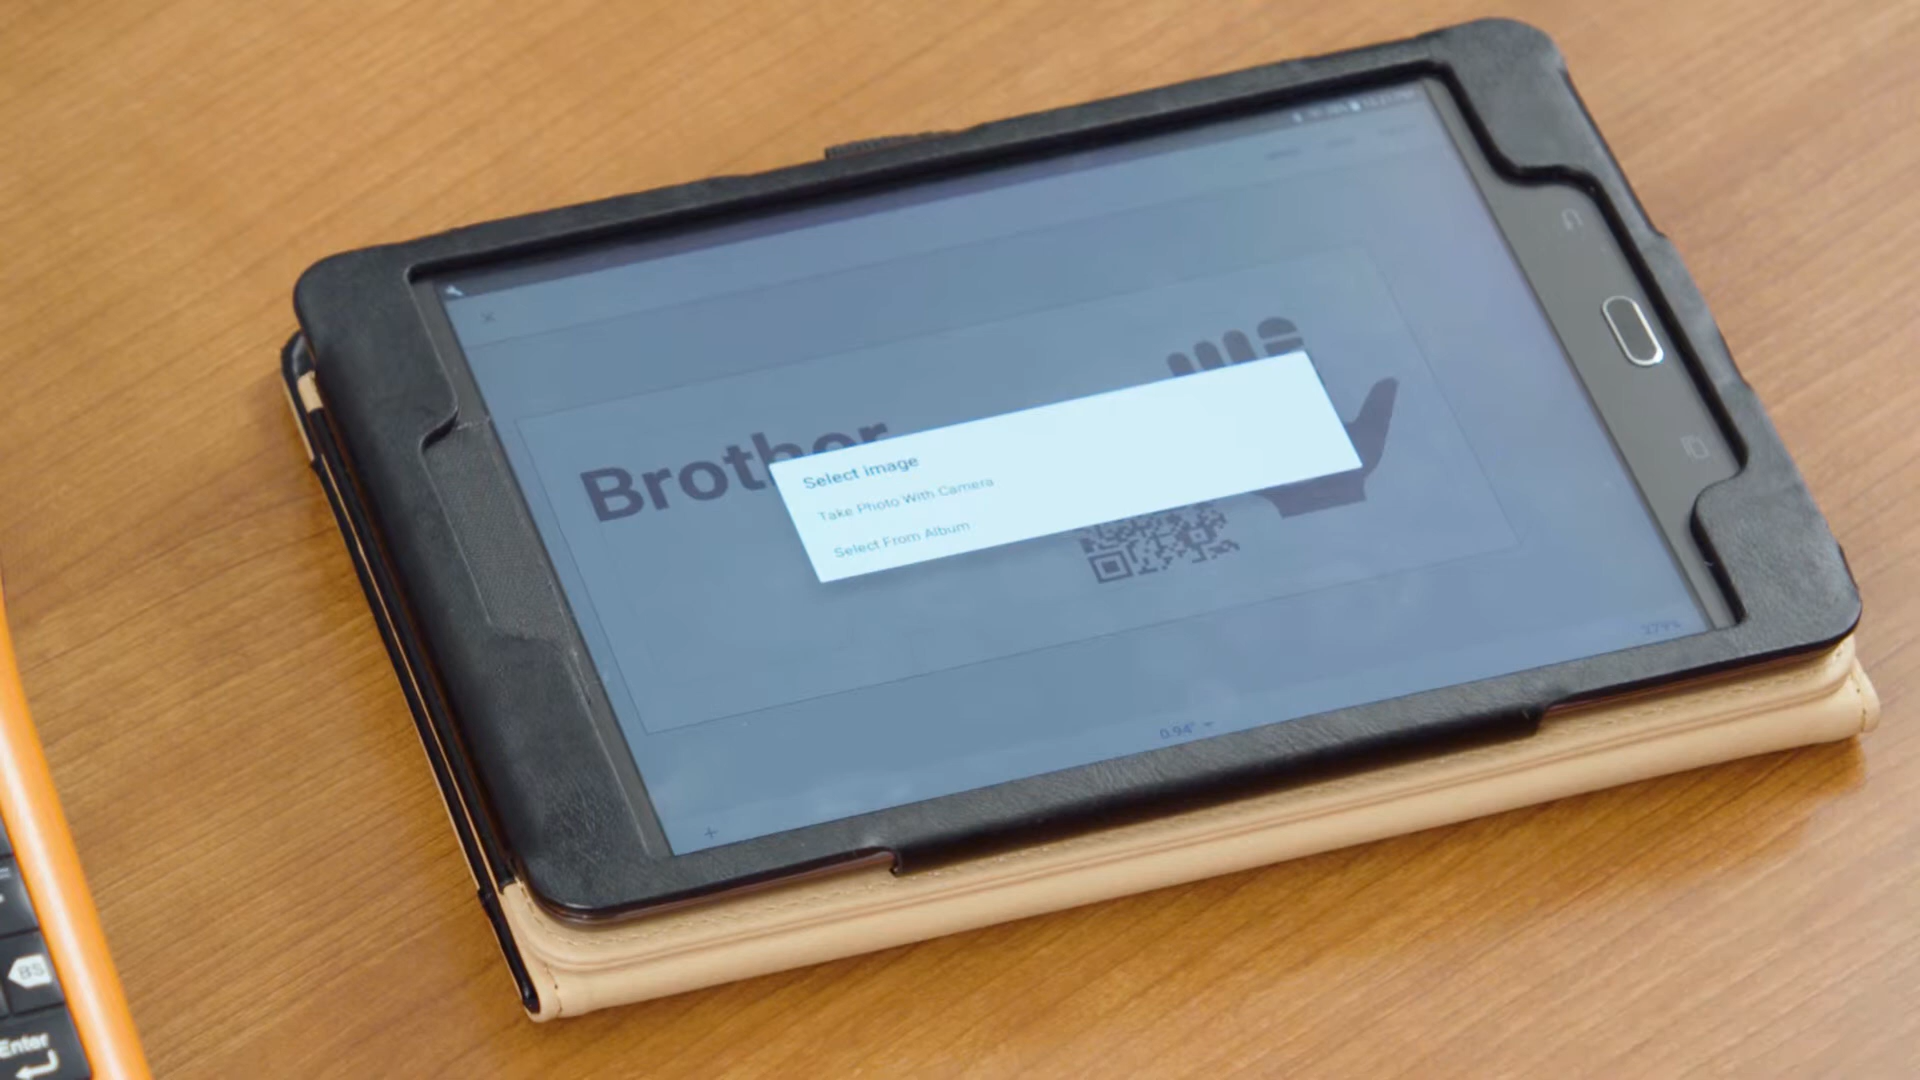 Brother
Select image
Take Photo With Camera
Select From Album
0.94"
BS
Enter